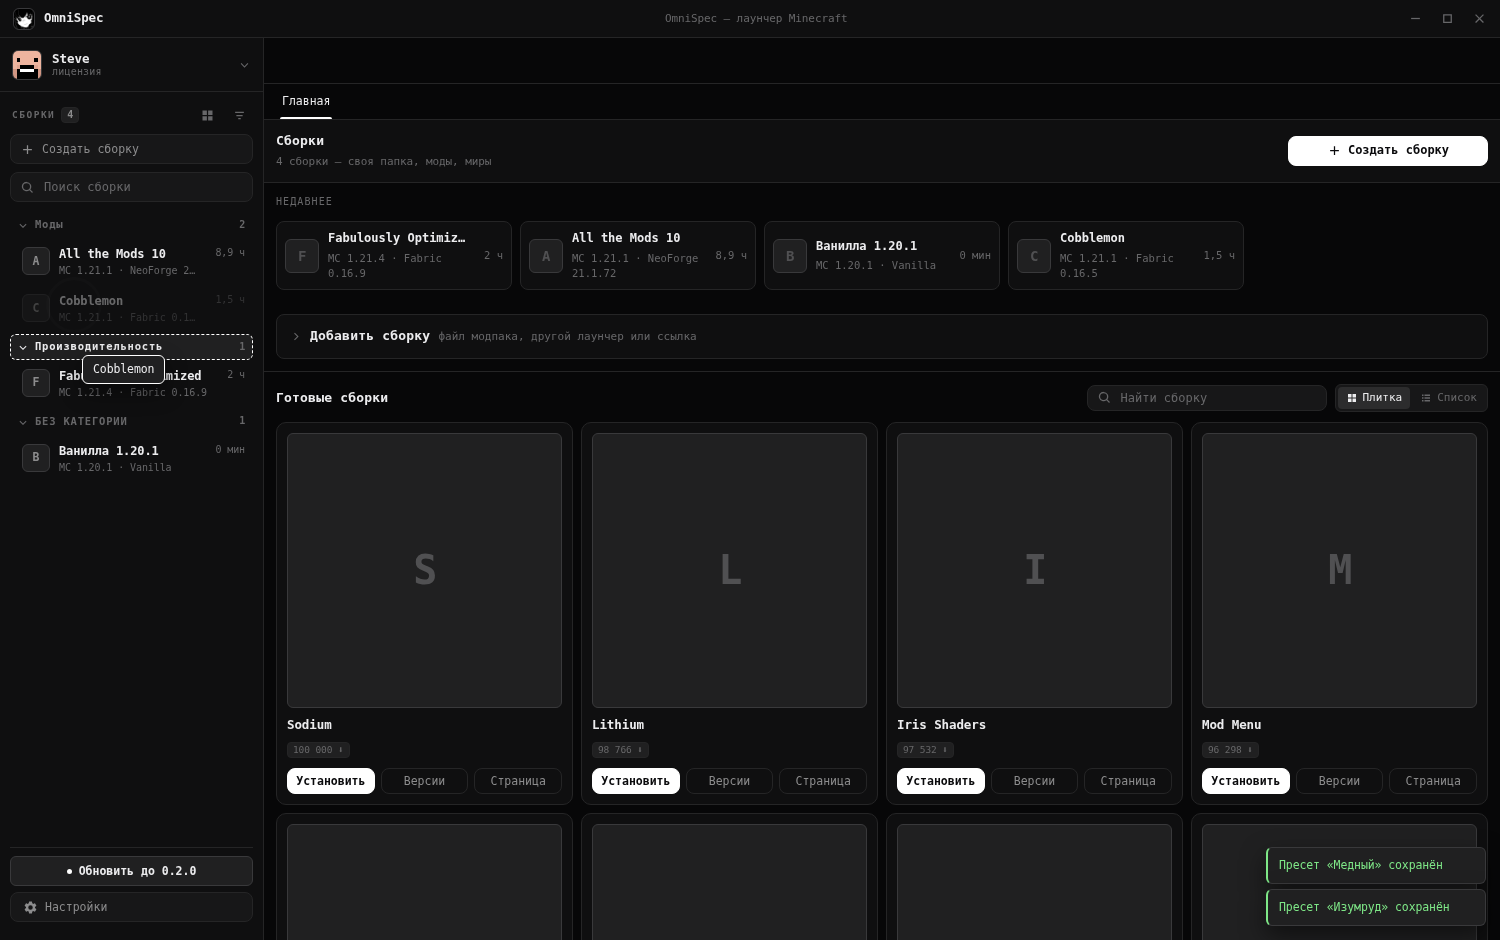 OmniSpec
OmniSpec — лаунчер Minecraft
Steve
лицензия
СБОРКИ 4
Создать сборку
Поиск сборки
Моды 2
A
All the Mods 10 8,9 ч
MC 1.21.1 · NeoForge 2…
C
Cobblemon 1,5 ч
MC 1.21.1 · Fabric 0.1…
Производительность 1
Cobblemon
F
Fab mized 2 ч
MC 1.21.4 · Fabric 0.16.9
БЕЗ КАТЕГОРИИ 1
В
Ванилла 1.20.1 0 мин
MC 1.20.1 · Vanilla
Обновить до 0.2.0
Настройки
Главная
Сборки
4 сборки — своя папка, моды, миры
Создать сборку
НЕДАВНЕЕ
F
Fabulously Optimiz…
MC 1.21.4 · Fabric
0.16.9
2 ч
A
All the Mods 10
MC 1.21.1 · NeoForge
21.1.72
8,9 ч
В
Ванилла 1.20.1
MC 1.20.1 · Vanilla
0 мин
C
Cobblemon
MC 1.21.1 · Fabric
0.16.5
1,5 ч
Добавить сборку файл модпака, другой лаунчер или ссылка
Готовые сборки
Найти сборку
Плитка Список
S
Sodium
100 000 ⬇
Установить Версии Страница
L
Lithium
98 766 ⬇
Установить Версии Страница
I
Iris Shaders
97 532 ⬇
Установить Версии Страница
M
Mod Menu
96 298 ⬇
Установить Версии Страница
Пресет «Медный» сохранён
Пресет «Изумруд» сохранён